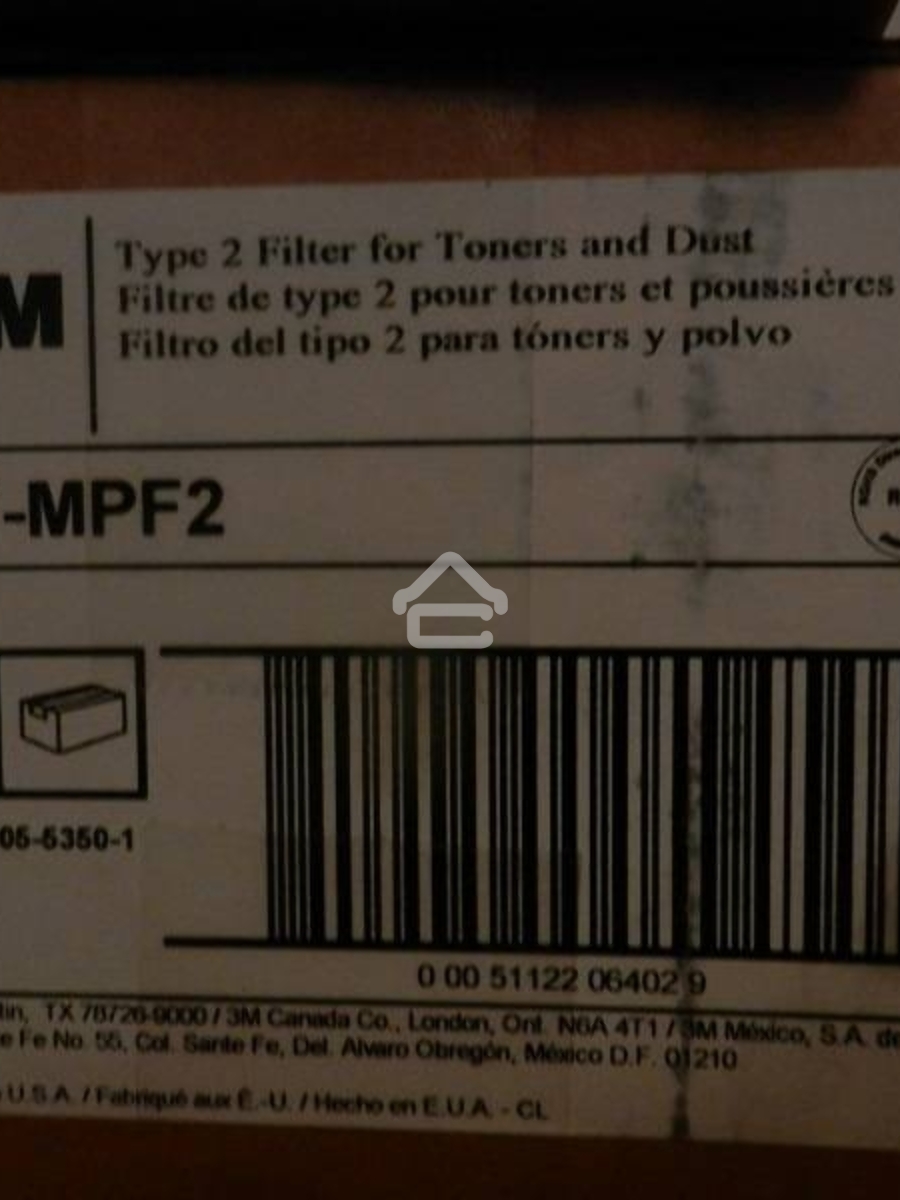 Type 2 Filter for Toners and Dust
Filtre de type 2 pour toners et poussières
M
Filtro del tipo 2 para tóners y polvo
-MPF2
05-5350-1
0 00 51122 06402 9
tin, TX 78726-9000 / 3M Canada Co., London, Ont. N6A 4T1 / 3M México, S.A. de
e Fe No. 55, Col. Sante Fe, Del. Alvaro Obregón, México D.F. 01210
U.S.A. / Fabriqué aux É.-U. / Hecho en E.U.A. - CL